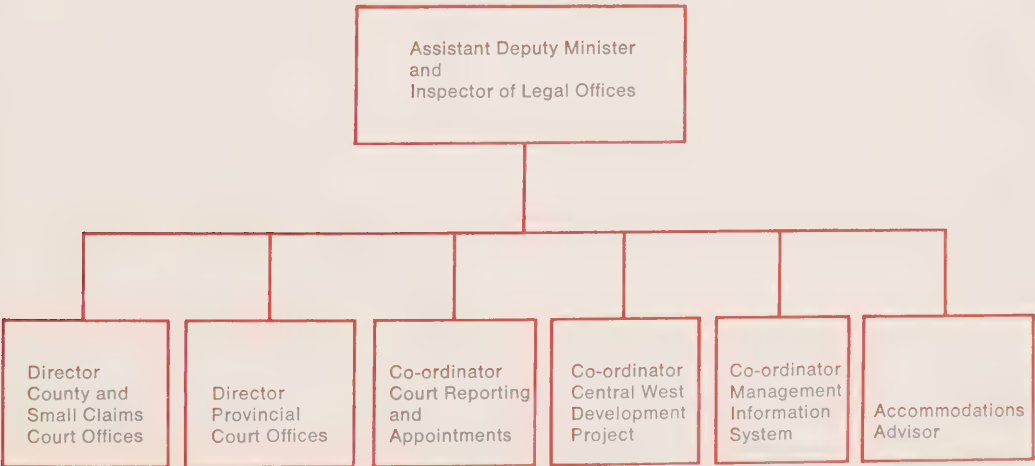 Assistant Deputy Minister
and
Inspector of Legal Offices
Director
County and
Small Claims
Court Offices
Director
Provincial
Court Offices
Co-ordinator
Court Reporting
and
Appointments
Co-ordinator
Central West
Development
Project
Co-ordinator
Management
Information
System
Accommodations
Advisor